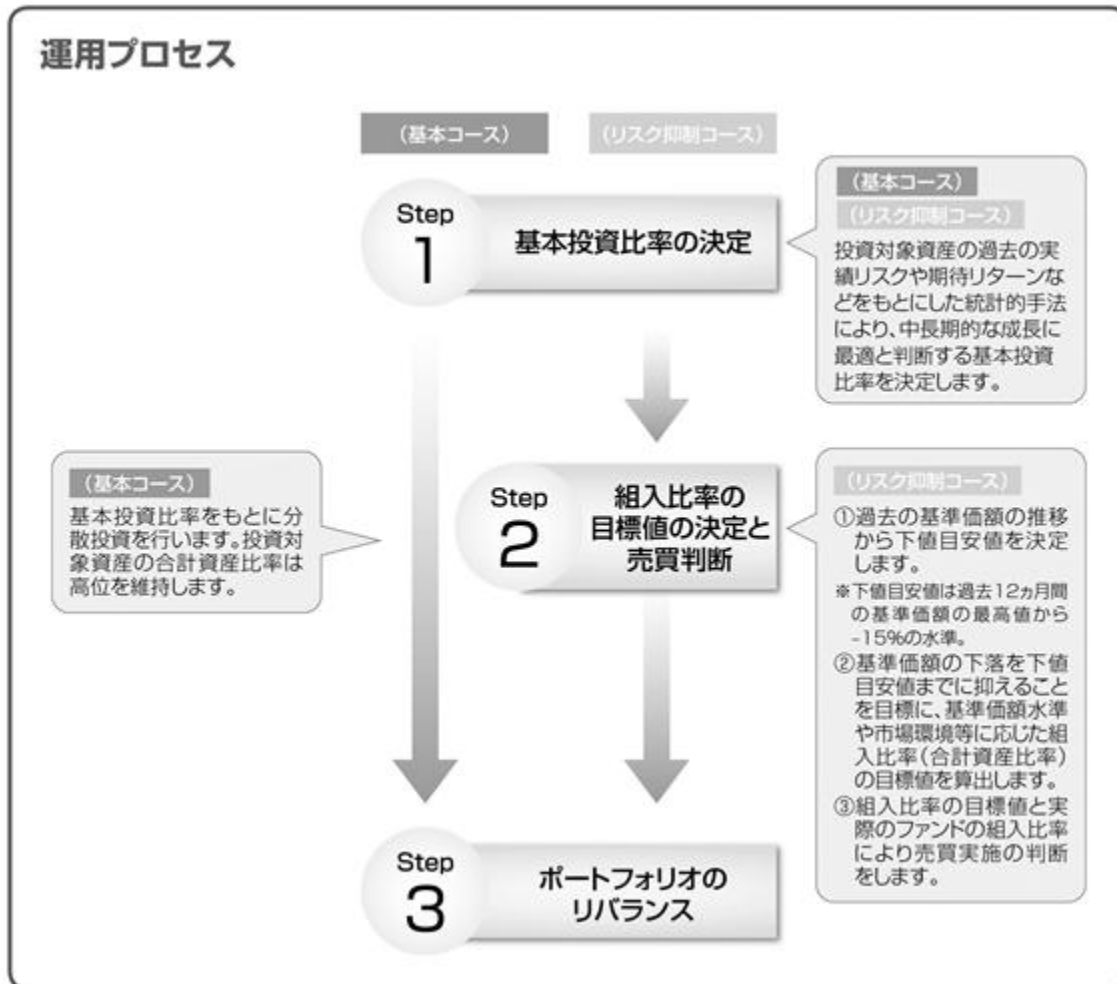 運用プロセス
(基本コース)
(リスク抑制コース)
Step
1
基本投資比率の決定
(基本コース)
(リスク抑制コース)
投資対象資産の過去の実
績リスクや期待リターンな
どをもとにした統計的手法
により、中長期的な成長に
最適と判断する基本投資
比率を決定します。
(基本コース)
基本投資比率をもとに分
散投資を行います。投資対
象資産の合計資産比率は
高位を維持します。
Step
2
組入比率の
目標値の決定と
売買判断
(リスク抑制コース)
①過去の基準価額の推移
から下値目安値を決定
します。
※下値目安値は過去12ヵ月間
の基準価額の最高値から
-15%の水準。
②基準価額の下落を下値
目安値までに抑えること
を目標に、基準価額水準
や市場環境等に応じた組
入比率(合計資産比率)
の目標値を算出します。
③組入比率の目標値と実
際のファンドの組入比率
により売買実施の判断
をします。
Step
3
ポートフォリオの
リバランス